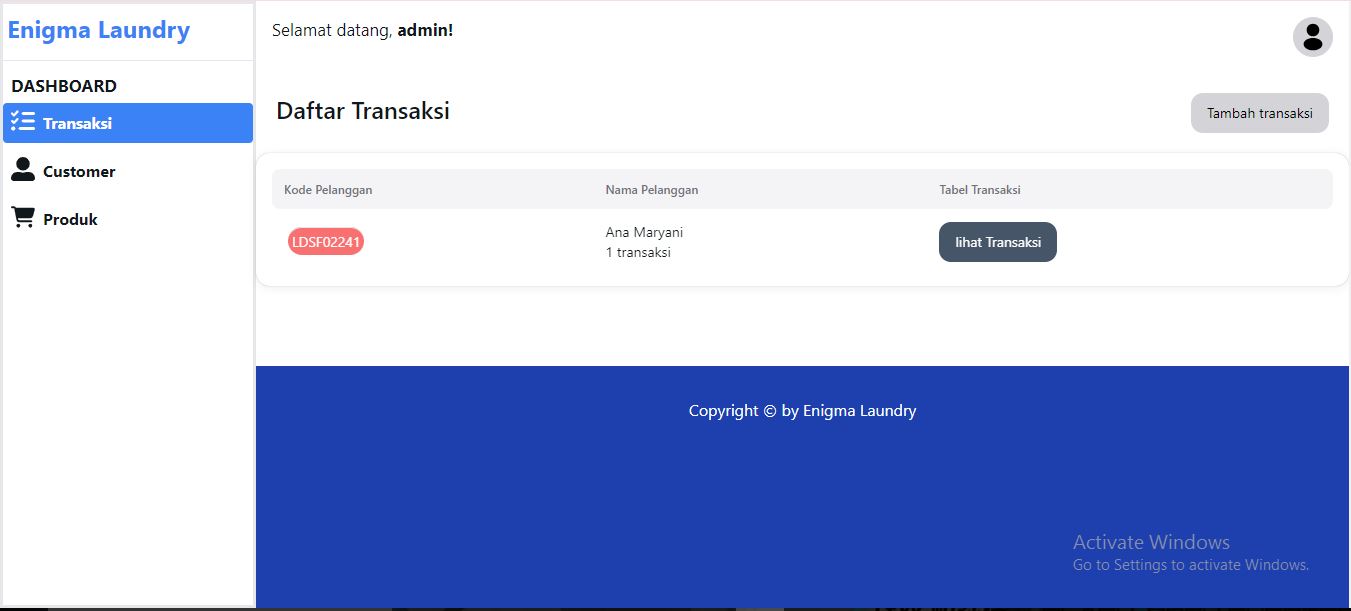 Enigma Laundry
Selamat datang, admin!
DASHBOARD
Transaksi
Customer
Produk
Daftar Transaksi
Tambah transaksi
Kode Pelanggan Nama Pelanggan Tabel Transaksi
LDSF02241
Ana Maryani
1 transaksi
lihat Transaksi
Copyright © by Enigma Laundry
Activate Windows
Go to Settings to activate Windows.